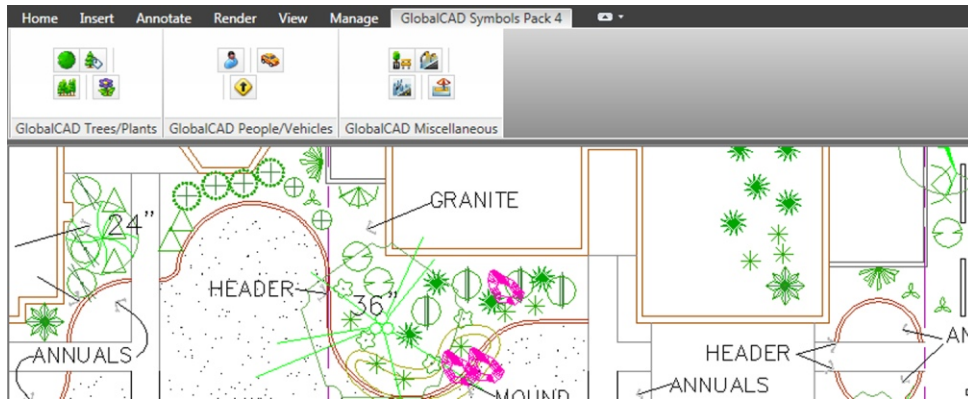 Home Insert Annotate Render View Manage GlobalCAD Symbols Pack 4
GlobalCAD Trees/Plants GlobalCAD People/Vehicles GlobalCAD Miscellaneous
GRANITE
24"
HEADER
36"
ANNUALS
HEADER
AN
ANNUALS
MOUND